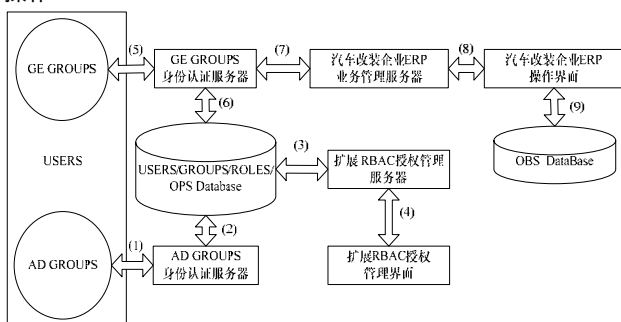 GE GROUPS
(5)
GE GROUPS
身份认证服务器
(7)
汽车改装企业ERP
业务管理服务器
(8)
汽车改装企业ERP
操作界面
(6)
(9)
USERS
USERS/GROUPS/ROLES/
OPS Database
(3)
扩展 RBAC授权管理
服务器
OBS DataBase
(2)
(4)
AD GROUPS
(1)
AD GROUPS
身份认证服务器
扩展RBAC授权
管理界面